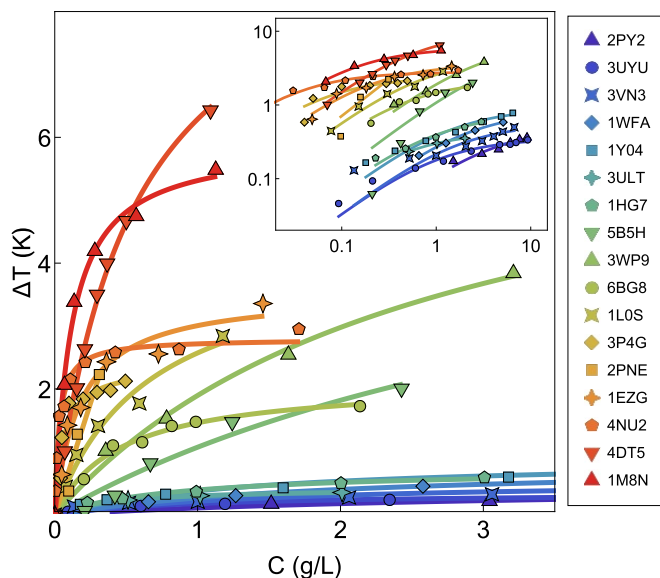 10
1
0.1
0.1
1
10
6
4
2
0
ΔT (K)
0
1
2
3
C (g/L)
2PY2
3UYU
3VN3
1WFA
1Y04
3ULT
1HG7
5B5H
3WP9
6BG8
1L0S
3P4G
2PNE
1EZG
4NU2
4DT5
1M8N